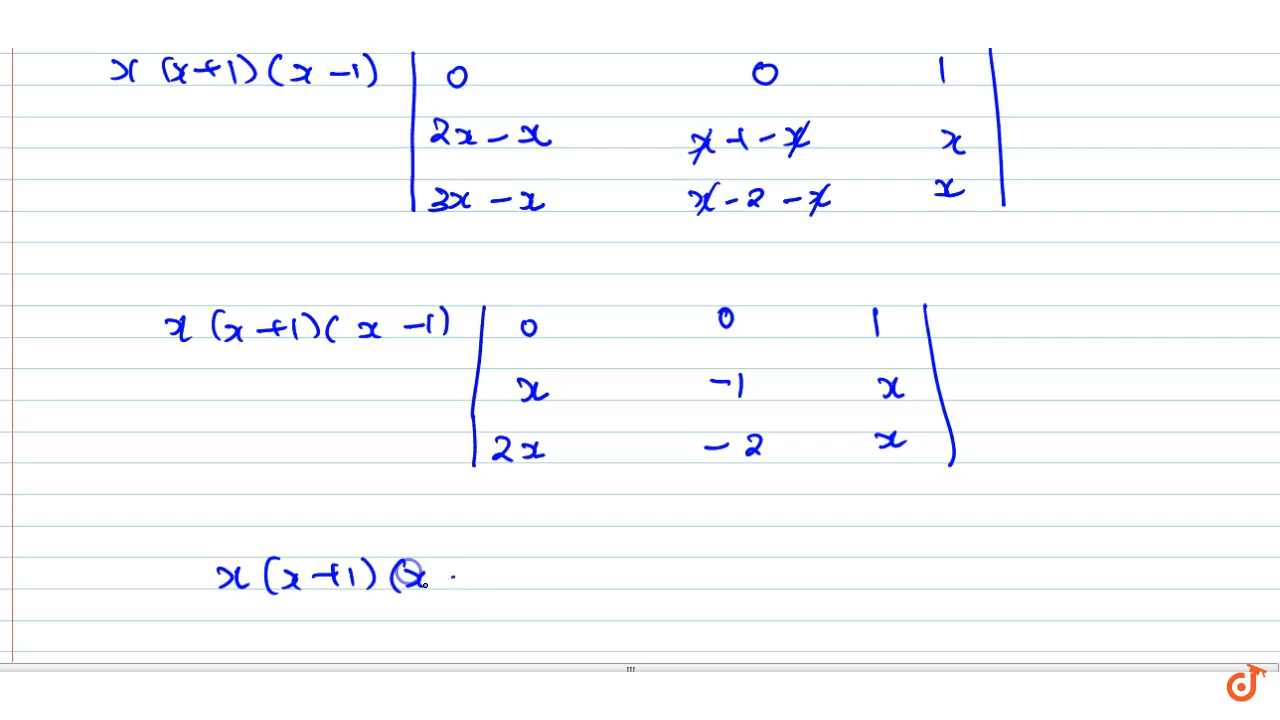 x (x+1)(x-1) | 0 0 1 |
| 2x - x x̸ - 1 - x̸ x |
| 3x - x x̸ - 2 - x̸ x |
x (x+1)(x-1) | 0 0 1 |
| x -1 x |
| 2x -2 x |
x (x+1) (x -